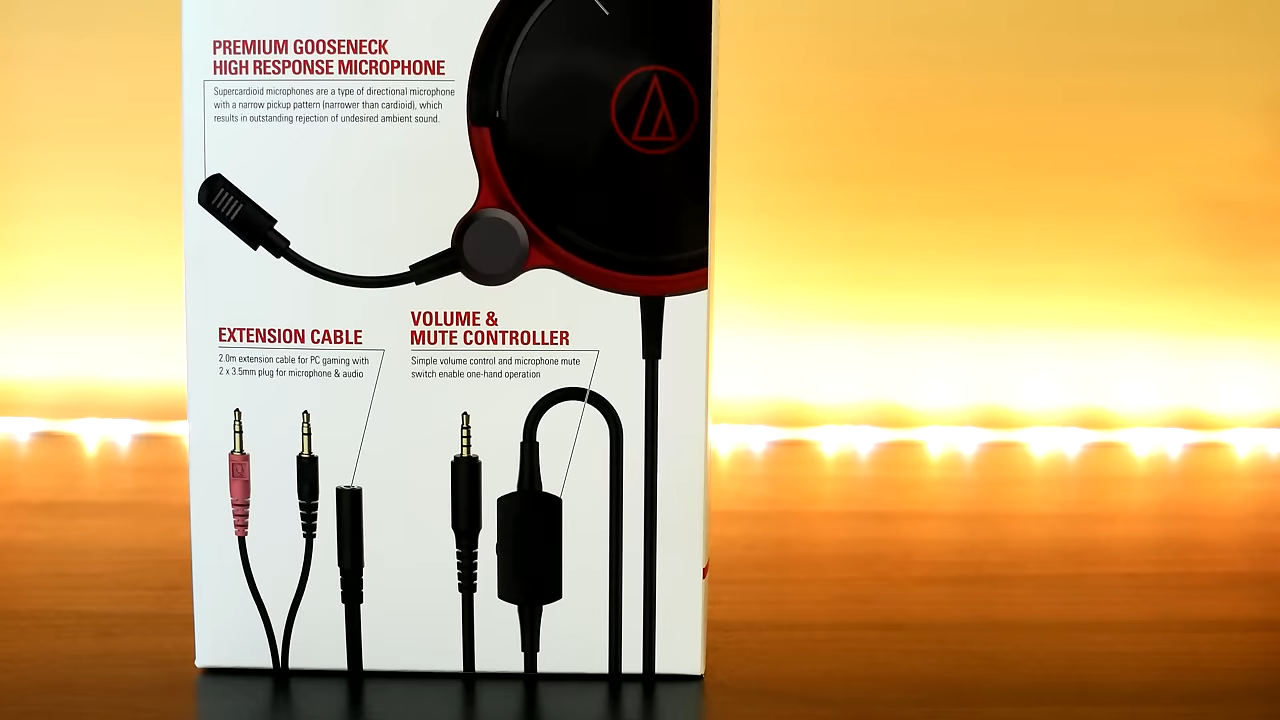 PREMIUM GOOSENECK
HIGH RESPONSE MICROPHONE
Supercardioid microphones are a type of directional microphone
with a narrow pickup pattern (narrower than cardioid), which
results in outstanding rejection of undesired ambient sound.
EXTENSION CABLE
2.0m extension cable for PC gaming with
2 x 3.5mm plug for microphone & audio
VOLUME &
MUTE CONTROLLER
Simple volume control and microphone mute
switch enable one-hand operation